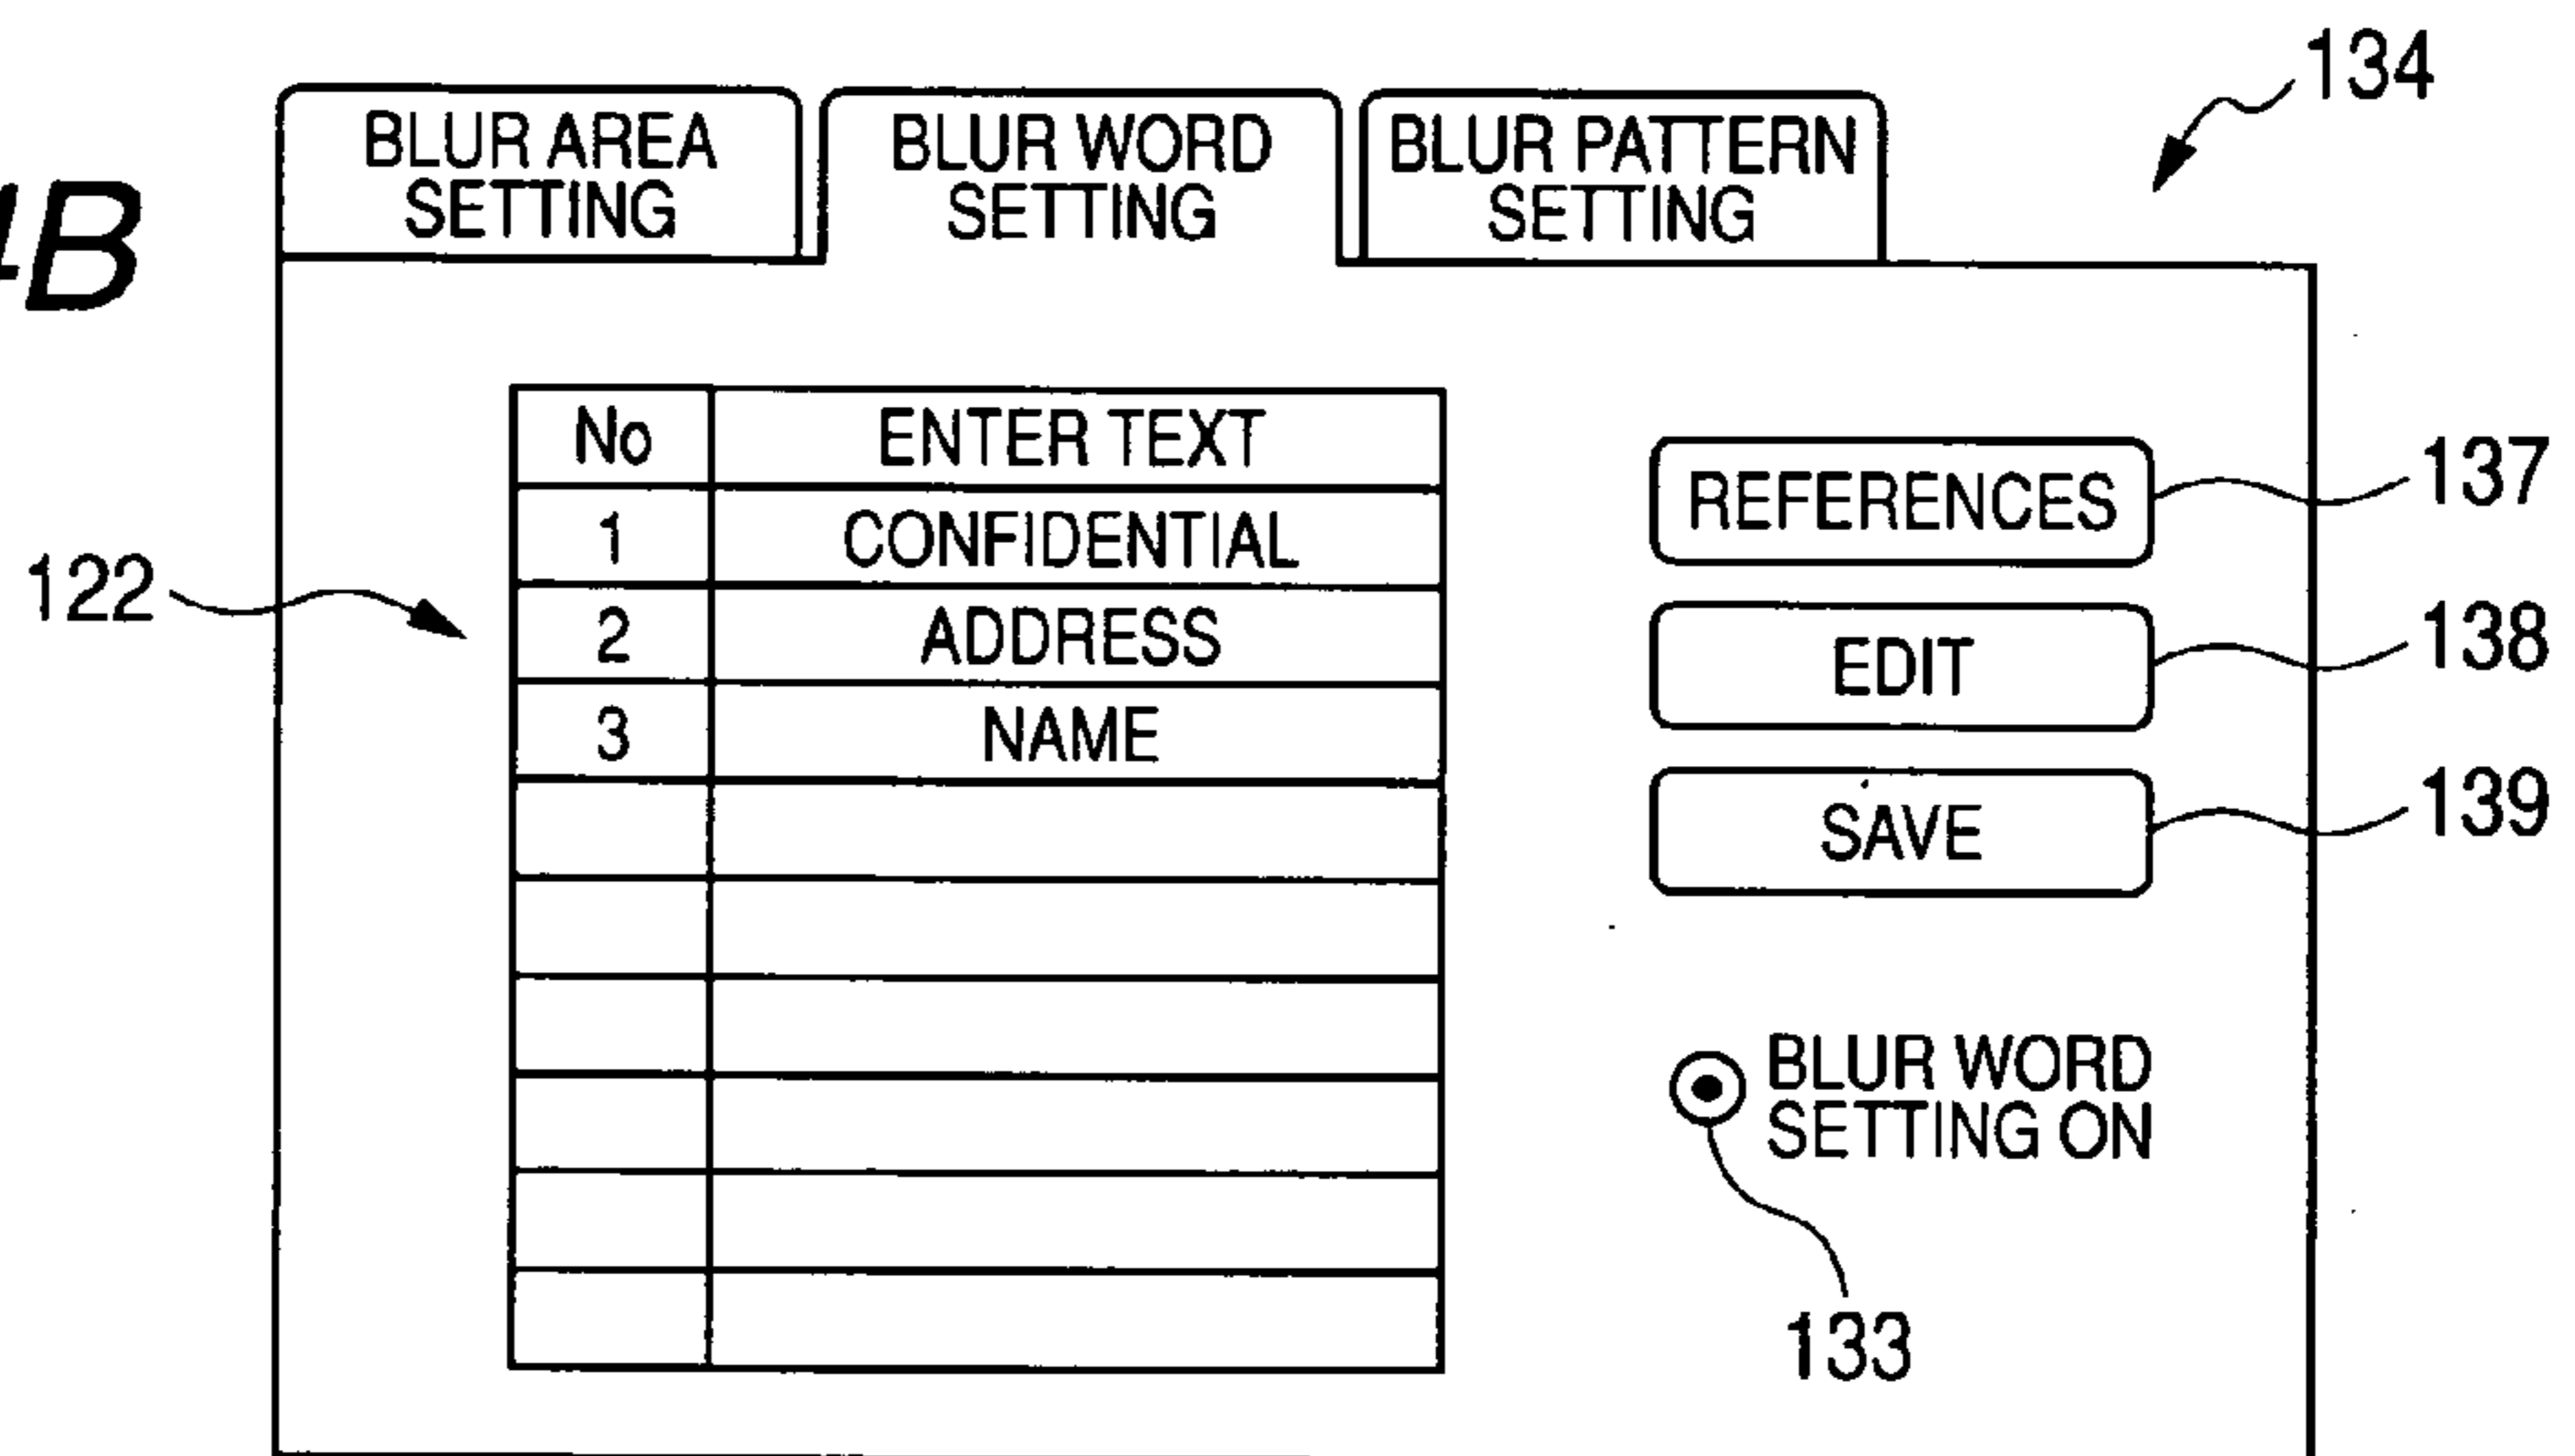 4B
134
BLUR AREA
SETTING
BLUR WORD
SETTING
BLUR PATTERN
SETTING
No ENTER TEXT
1 CONFIDENTIAL
2 ADDRESS
3 NAME
122
REFERENCES
137
EDIT
138
SAVE
139
BLUR WORD
SETTING ON
133